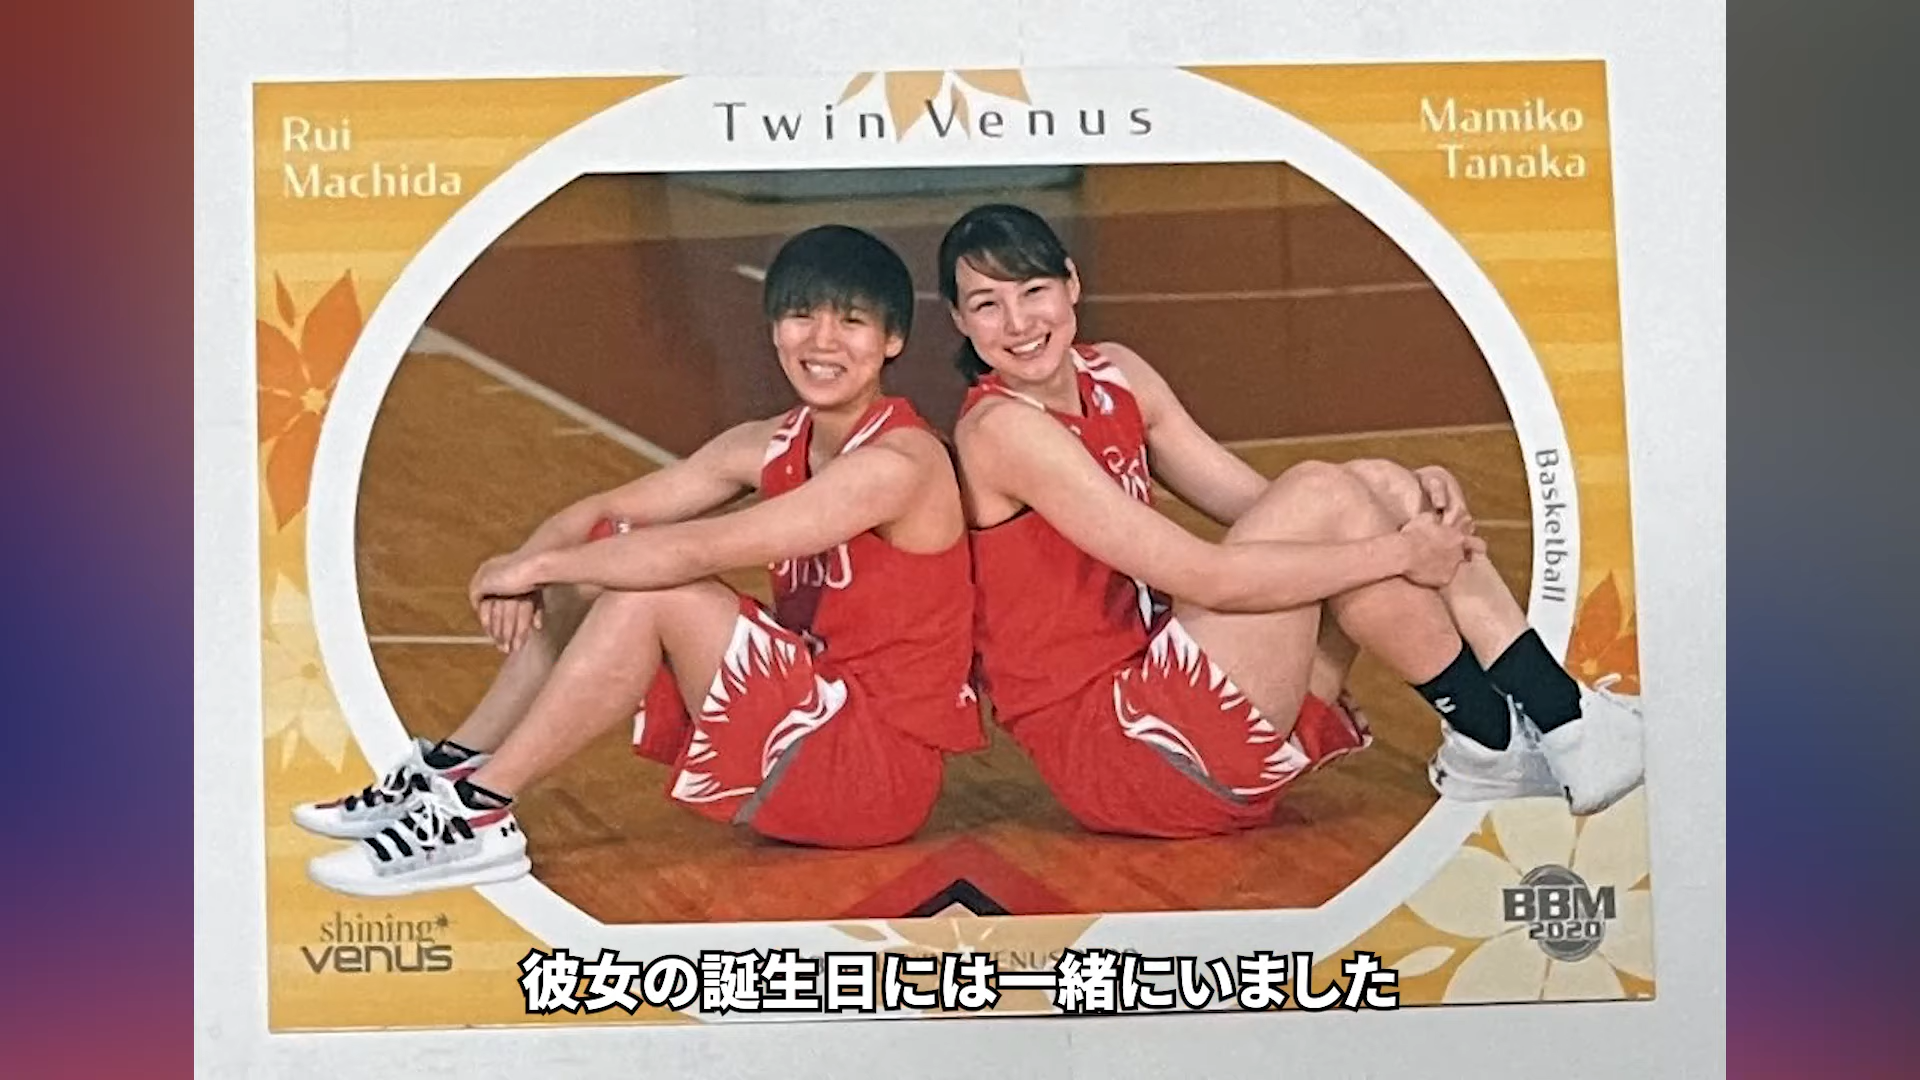 Twin Venus
Rui
Machida
Mamiko
Tanaka
Basketball
shining
venus
BBM
2020
彼女の誕生日には一緒にいました